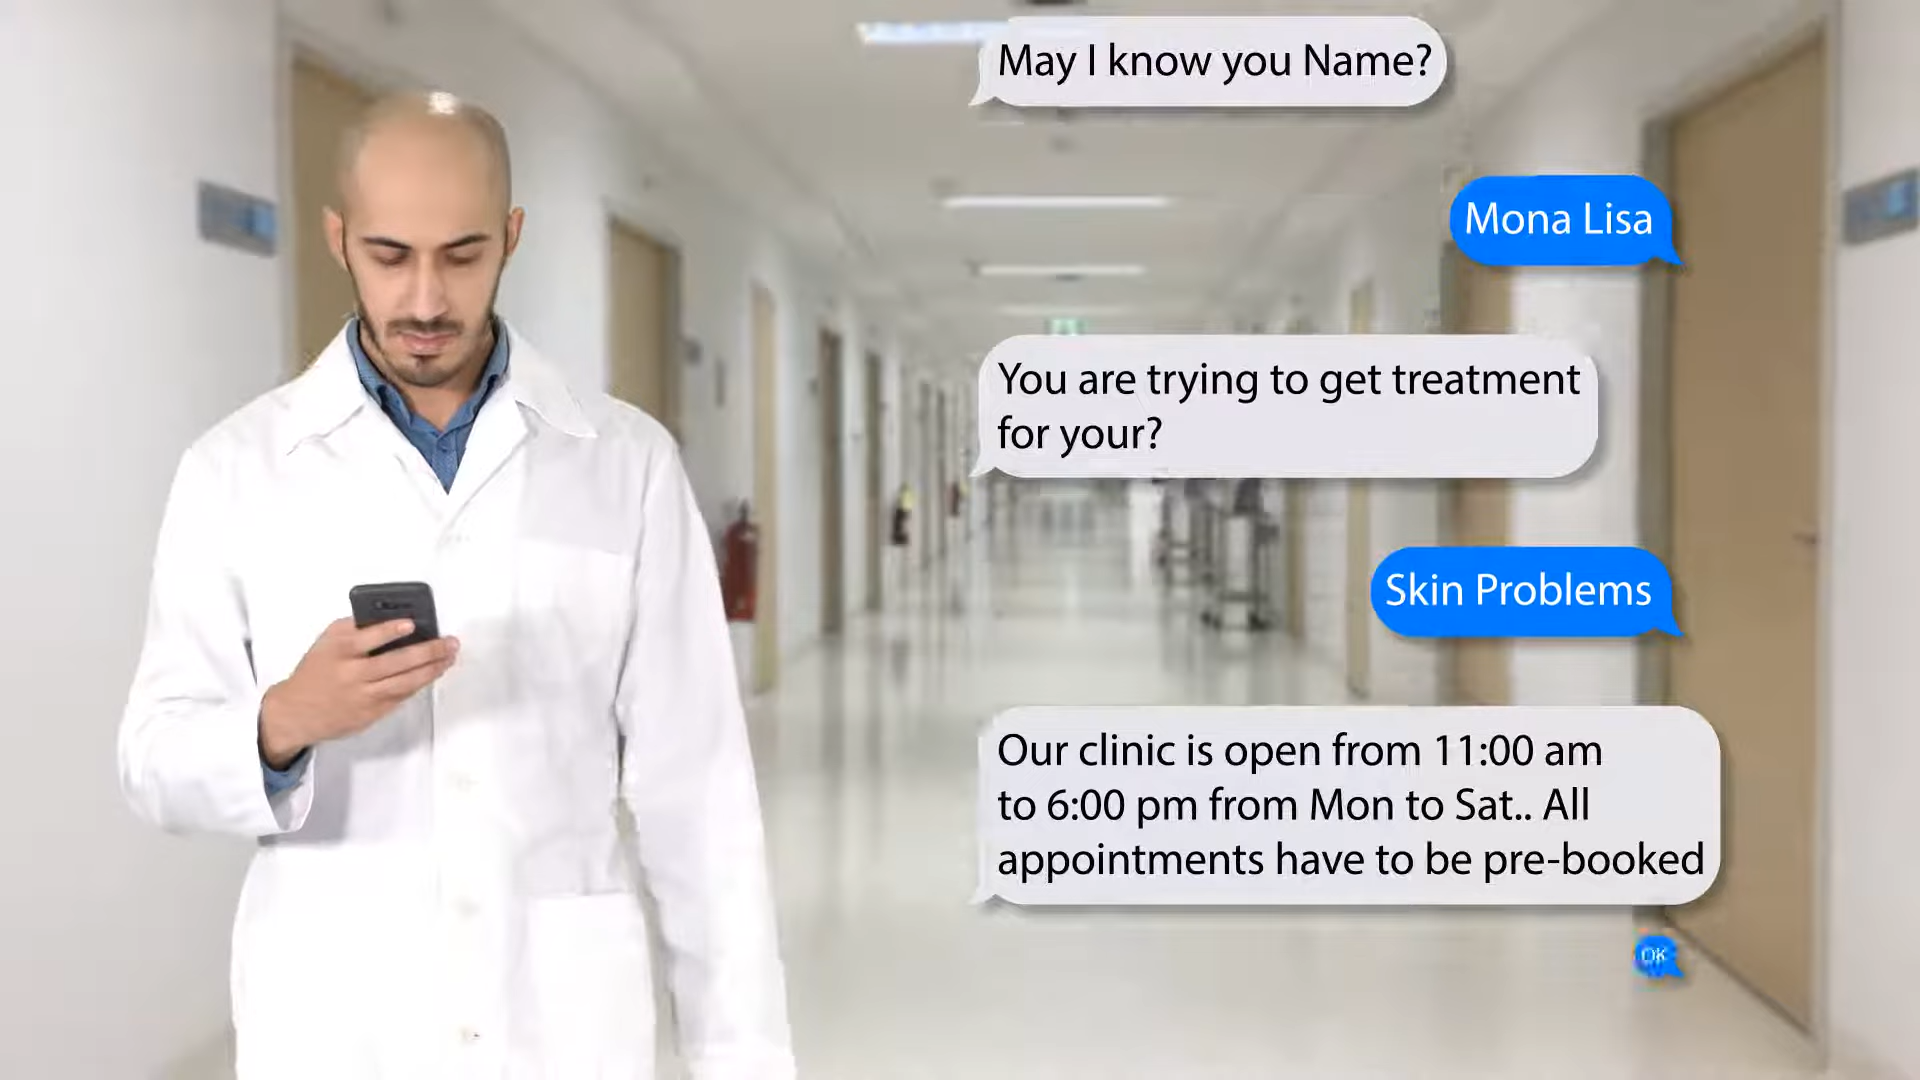 May I know you Name?
Mona Lisa
You are trying to get treatment
for your?
Skin Problems
Our clinic is open from 11:00 am
to 6:00 pm from Mon to Sat.. All
appointments have to be pre-booked
OK